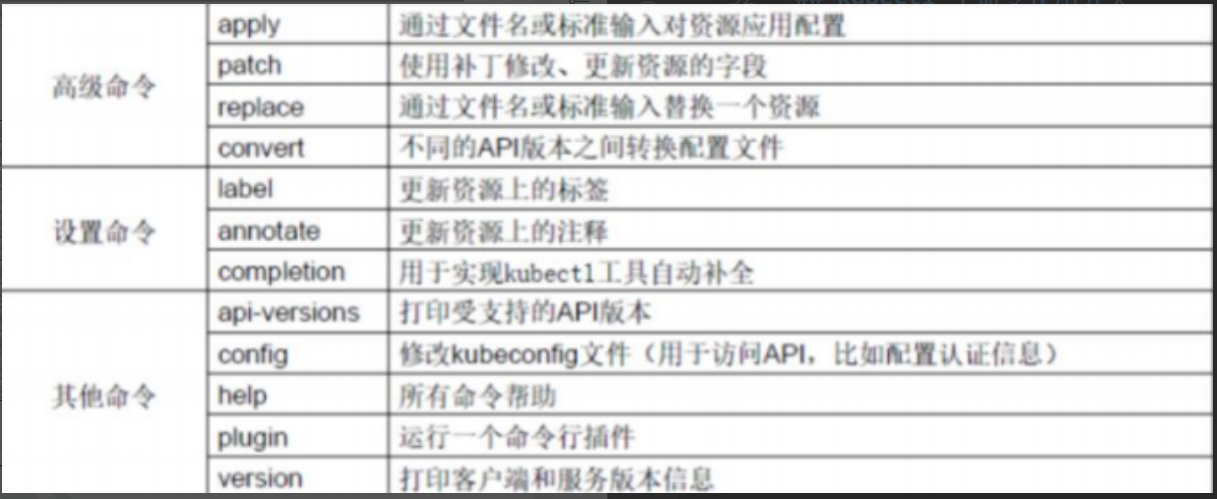 apply 通过文件名或标准输入对资源应用配置
patch 使用补丁修改、更新资源的字段
高级命令
replace 通过文件名或标准输入替换一个资源
convert 不同的API版本之间转换配置文件
label 更新资源上的标签
设置命令 annotate 更新资源上的注释
completion 用于实现kubectl工具自动补全
api-versions 打印受支持的API版本
config 修改kubeconfig文件（用于访问API，比如配置认证信息）
其他命令 help 所有命令帮助
plugin 运行一个命令行插件
version 打印客户端和服务版本信息